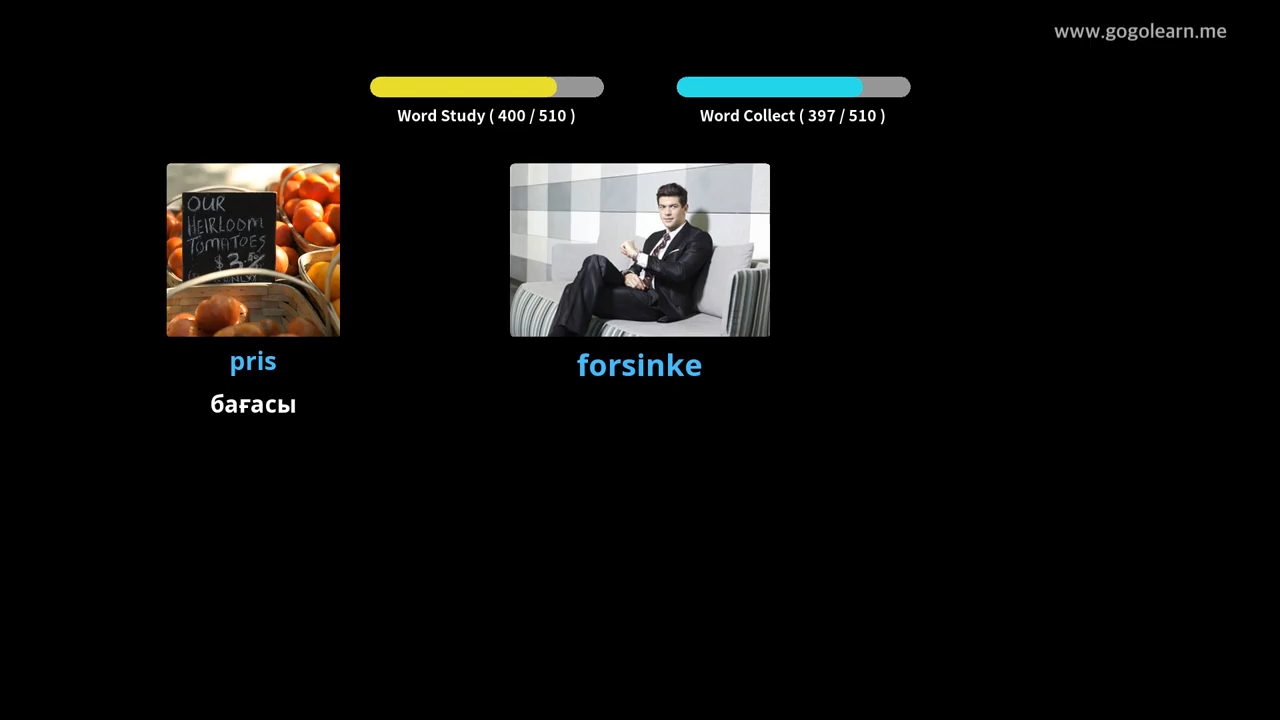 www.gogolearn.me
Word Study ( 400 / 510 )
Word Collect ( 397 / 510 )
OUR
HEIRLOOM
TOMATOES
pris
forsinke
бағасы